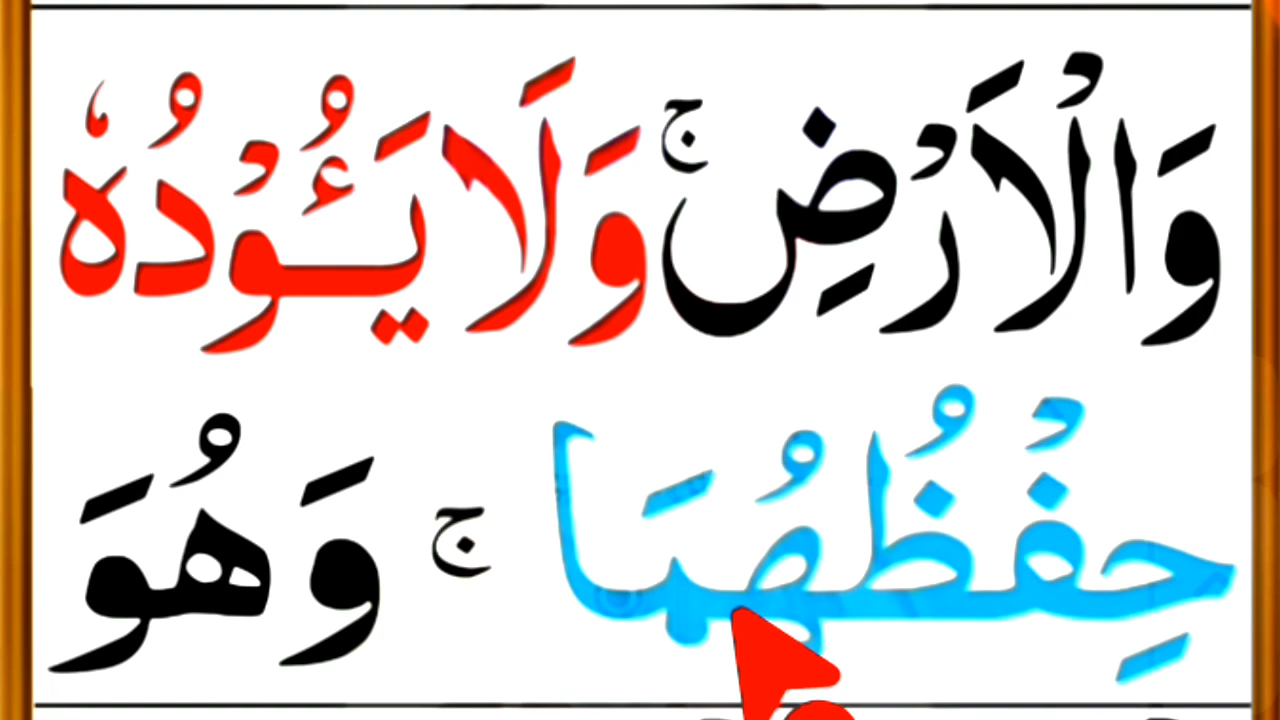 وَالْاَرْضِ ۚ وَلَا يَـُٔوْدُهٗ
حِفْظُهُمَا ۚ وَهُوَ